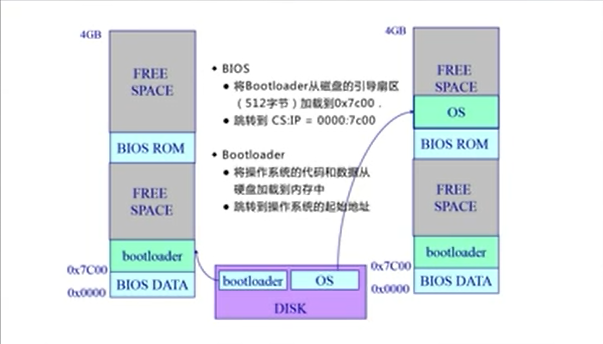 4GB
FREE
SPACE
BIOS ROM
FREE
SPACE
bootloader
0x7C00
BIOS DATA
0x0000
◆ BIOS
● 将Bootloader从磁盘的引导扇区
（512字节）加载到0x7c00 .
● 跳转到 CS:IP = 0000:7c00
◆ Bootloader
● 将操作系统的代码和数据从
硬盘加载到内存中
● 跳转到操作系统的起始地址
bootloader
OS
DISK
4GB
FREE
SPACE
OS
BIOS ROM
FREE
SPACE
bootloader
0x7C00
BIOS DATA
0x0000